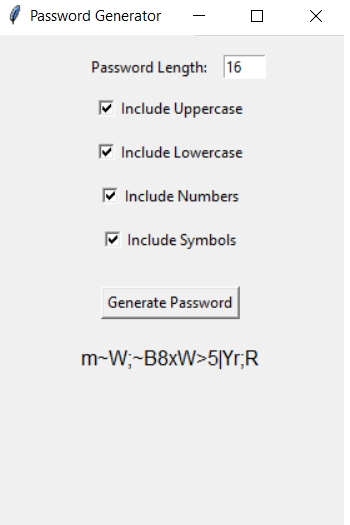 Password Generator
Password Length: 16
Include Uppercase
Include Lowercase
Include Numbers
Include Symbols
Generate Password
m~W;~B8xW>5|Yr;R